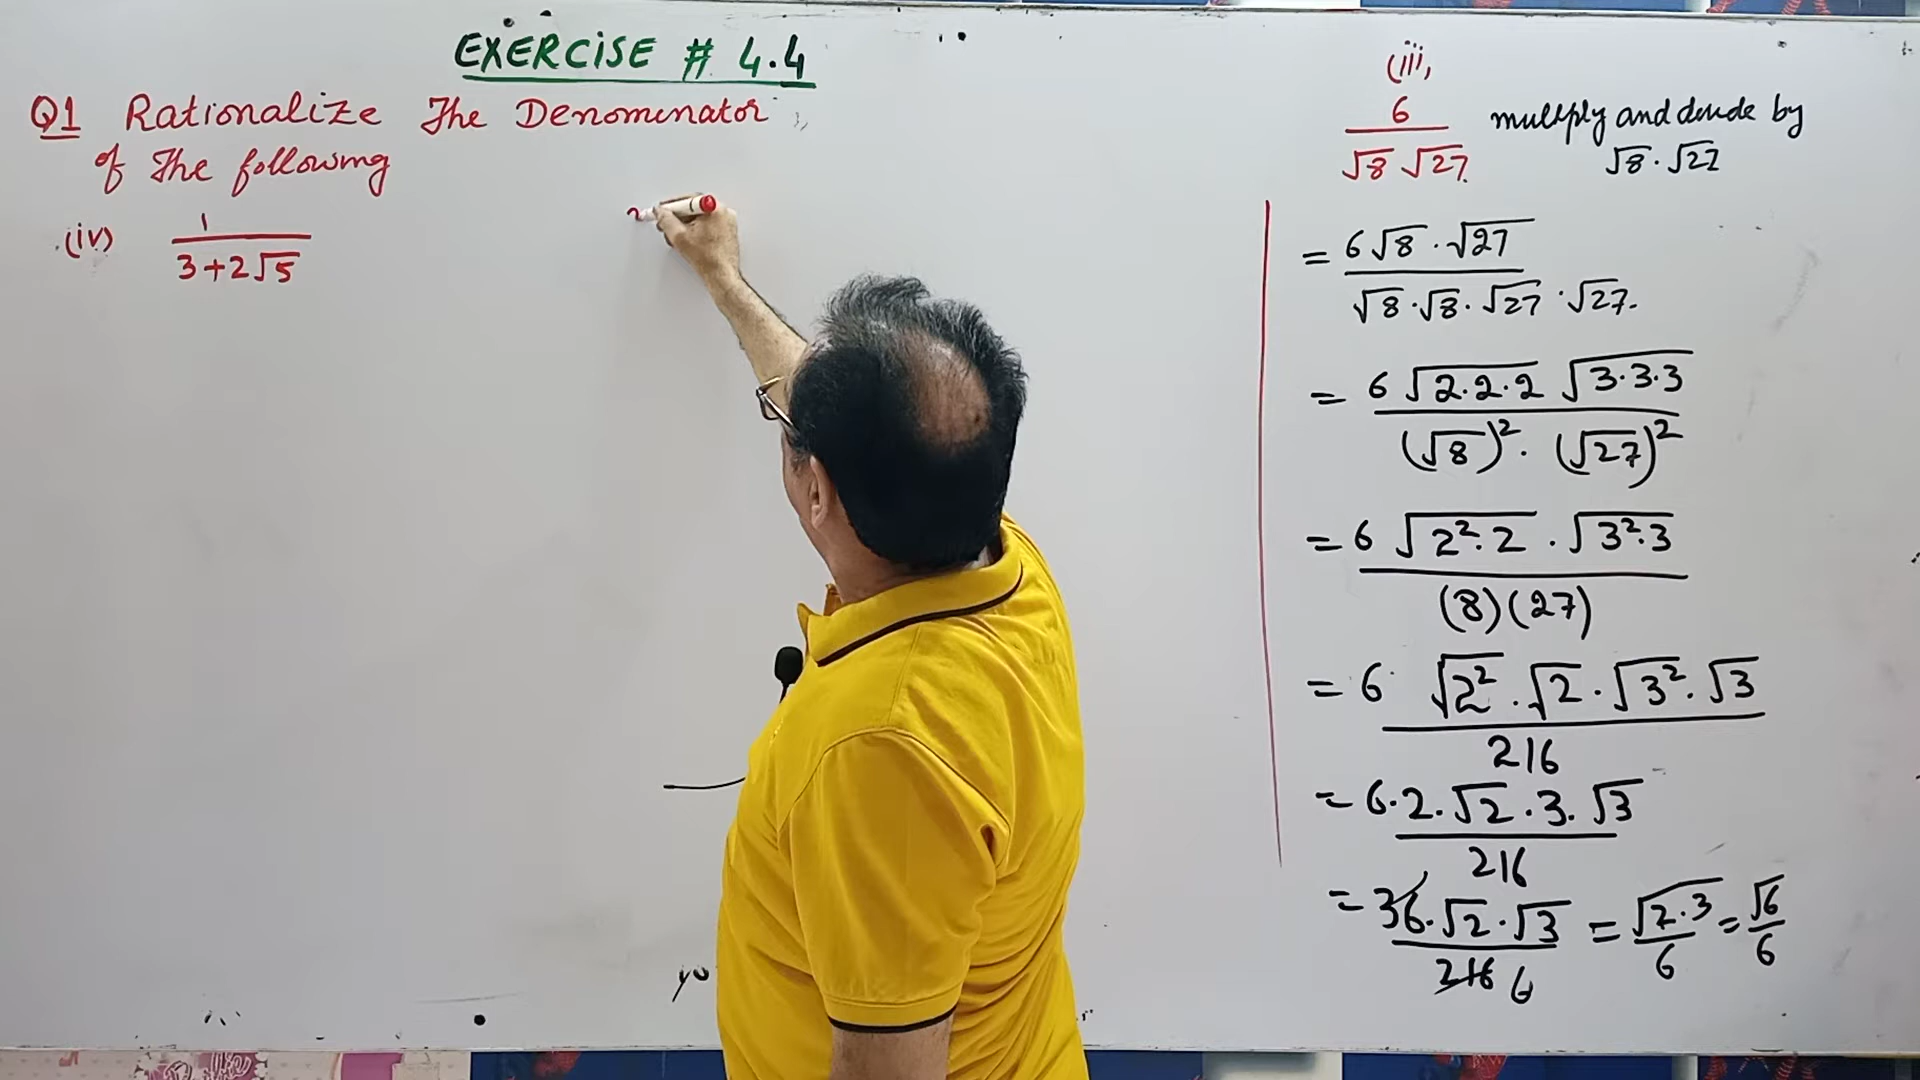 EXERCISE # 4.4
Q1 Rationalize The Denominator
of The following
(iv) 1/(3+2√5)
(iii)
6/(√8 √27) multiply and devide by
√8 · √27
= 6√8 · √27 / (√8 · √8 · √27 · √27)
= 6 √(2·2·2) √(3·3·3) / ((√8)² · (√27)²)
= 6 √(2²·2) · √(3²·3) / ((8)(27))
= 6 √2² · √2 · √3² · √3 / 216
= 6·2·√2 ·3·√3 / 216
= 36·√2·√3 / 216 6 = √(2·3)/6 = √6/6
yo